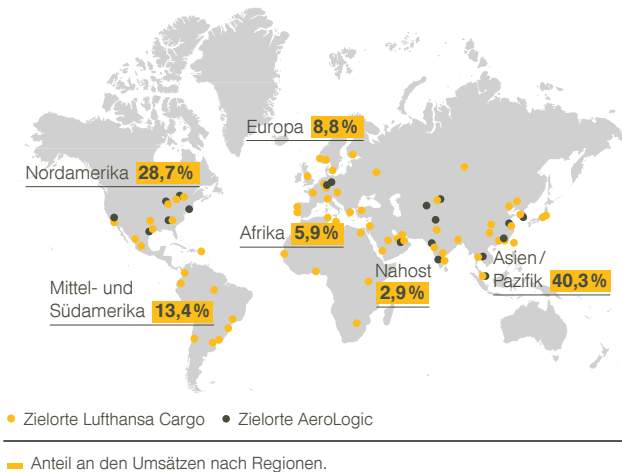 Europa 8,8 %
Nordamerika 28,7 %
Afrika 5,9 %
Nahost
2,9 %
Asien /
Pazifik 40,3 %
Mittel- und
Südamerika 13,4 %
Zielorte Lufthansa Cargo Zielorte AeroLogic
Anteil an den Umsätzen nach Regionen.